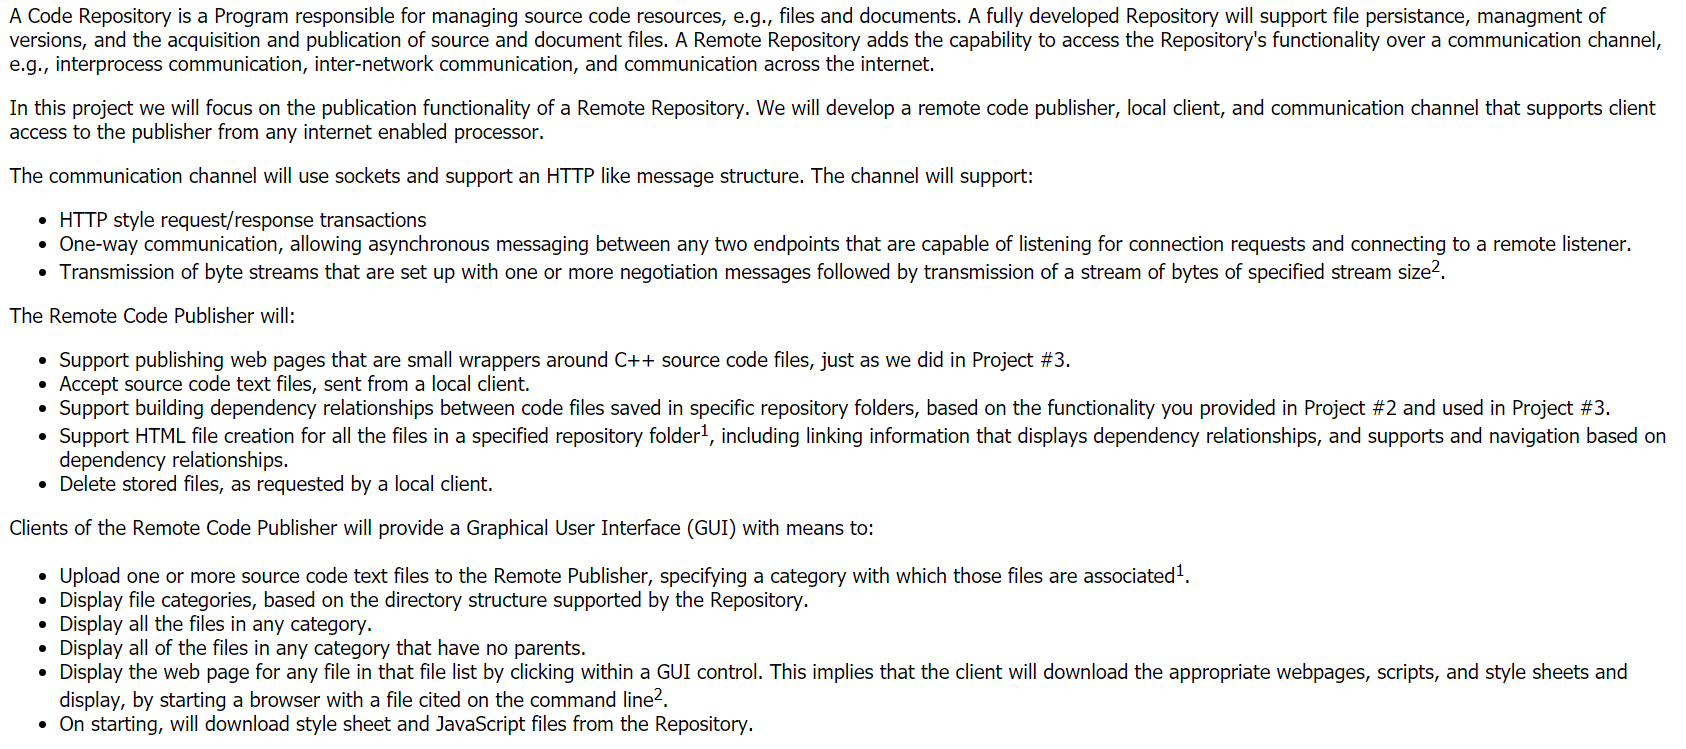 A Code Repository is a Program responsible for managing source code resources, e.g., files and documents. A fully developed Repository will support file persistance, managment of
versions, and the acquisition and publication of source and document files. A Remote Repository adds the capability to access the Repository's functionality over a communication channel,
e.g., interprocess communication, inter-network communication, and communication across the internet.
In this project we will focus on the publication functionality of a Remote Repository. We will develop a remote code publisher, local client, and communication channel that supports client
access to the publisher from any internet enabled processor.
The communication channel will use sockets and support an HTTP like message structure. The channel will support:
• HTTP style request/response transactions
• One-way communication, allowing asynchronous messaging between any two endpoints that are capable of listening for connection requests and connecting to a remote listener.
• Transmission of byte streams that are set up with one or more negotiation messages followed by transmission of a stream of bytes of specified stream size².
The Remote Code Publisher will:
• Support publishing web pages that are small wrappers around C++ source code files, just as we did in Project #3.
• Accept source code text files, sent from a local client.
• Support building dependency relationships between code files saved in specific repository folders, based on the functionality you provided in Project #2 and used in Project #3.
• Support HTML file creation for all the files in a specified repository folder¹, including linking information that displays dependency relationships, and supports and navigation based on
dependency relationships.
• Delete stored files, as requested by a local client.
Clients of the Remote Code Publisher will provide a Graphical User Interface (GUI) with means to:
• Upload one or more source code text files to the Remote Publisher, specifying a category with which those files are associated¹.
• Display file categories, based on the directory structure supported by the Repository.
• Display all the files in any category.
• Display all of the files in any category that have no parents.
• Display the web page for any file in that file list by clicking within a GUI control. This implies that the client will download the appropriate webpages, scripts, and style sheets and
display, by starting a browser with a file cited on the command line².
• On starting, will download style sheet and JavaScript files from the Repository.